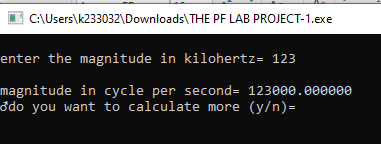 C:\Users\k233032\Downloads\THE PF LAB PROJECT-1.exe
enter the magnitude in kilohertz= 123
magnitude in cycle per second= 123000.000000
do you want to calculate more (y/n)=